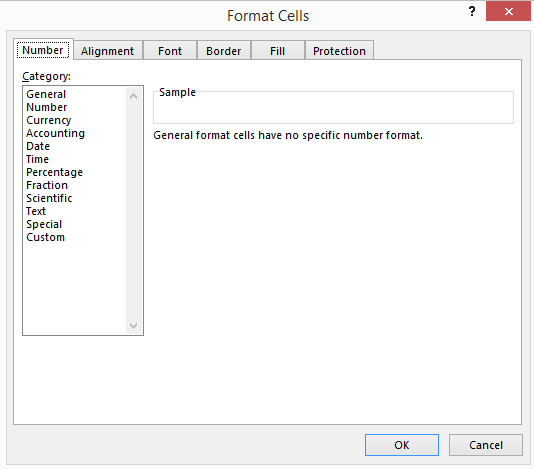 Format Cells
?
Number Alignment Font Border Fill Protection
Category:
General
Number
Currency
Accounting
Date
Time
Percentage
Fraction
Scientific
Text
Special
Custom
Sample
General format cells have no specific number format.
OK Cancel